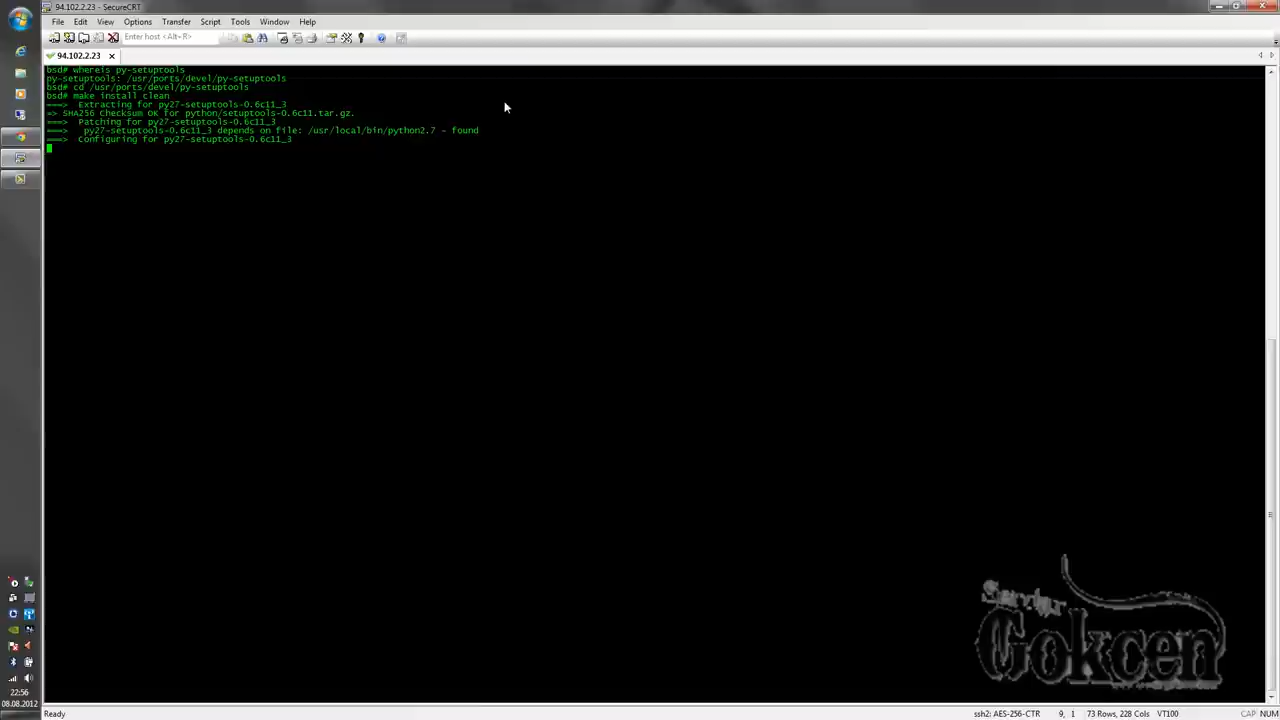 94.102.2.23 - SecureCRT
File Edit View Options Transfer Script Tools Window Help
Enter host <Alt+R>
94.102.2.23
bsd# whereis py-setuptools
py-setuptools: /usr/ports/devel/py-setuptools
bsd# cd /usr/ports/devel/py-setuptools
bsd# make install clean
===>  Extracting for py27-setuptools-0.6c11_3
=> SHA256 Checksum OK for python/setuptools-0.6c11.tar.gz.
===>  Patching for py27-setuptools-0.6c11_3
===>   py27-setuptools-0.6c11_3 depends on file: /usr/local/bin/python2.7 - found
===>  Configuring for py27-setuptools-0.6c11_3
Gokcen
22:56
08.08.2012
Ready ssh2: AES-256-CTR 9, 1 73 Rows, 228 Cols VT100 CAP NUM